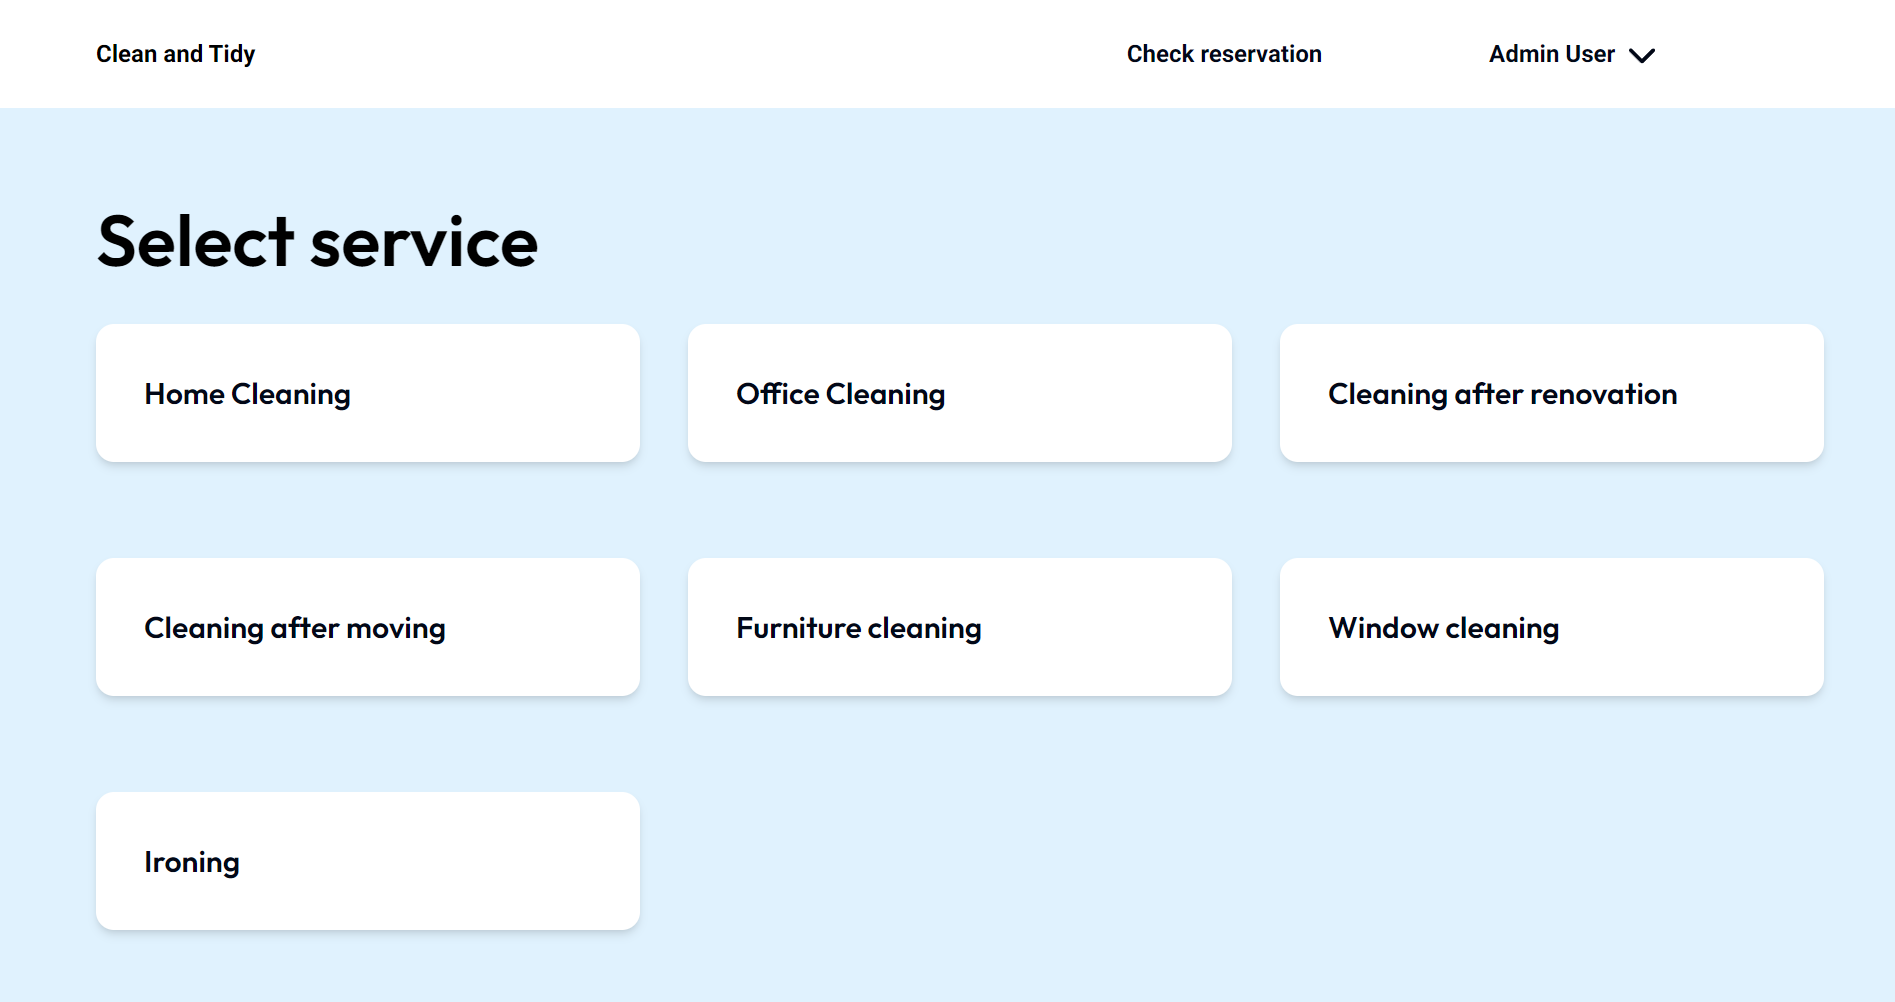 Clean and Tidy
Check reservation
Admin User
Select service
Home Cleaning
Office Cleaning
Cleaning after renovation
Cleaning after moving
Furniture cleaning
Window cleaning
Ironing